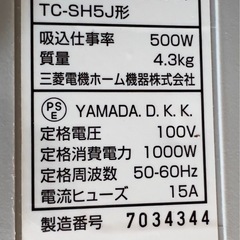 TC-SH5J形
吸込仕事率 500W
質量 4.3kg
三菱電機ホーム機器株式会社
PS E YAMADA. D. K. K.
定格電圧 100V
定格消費電力 1000W
定格周波数 50-60Hz
電流ヒューズ 15A
製造番号 7034344